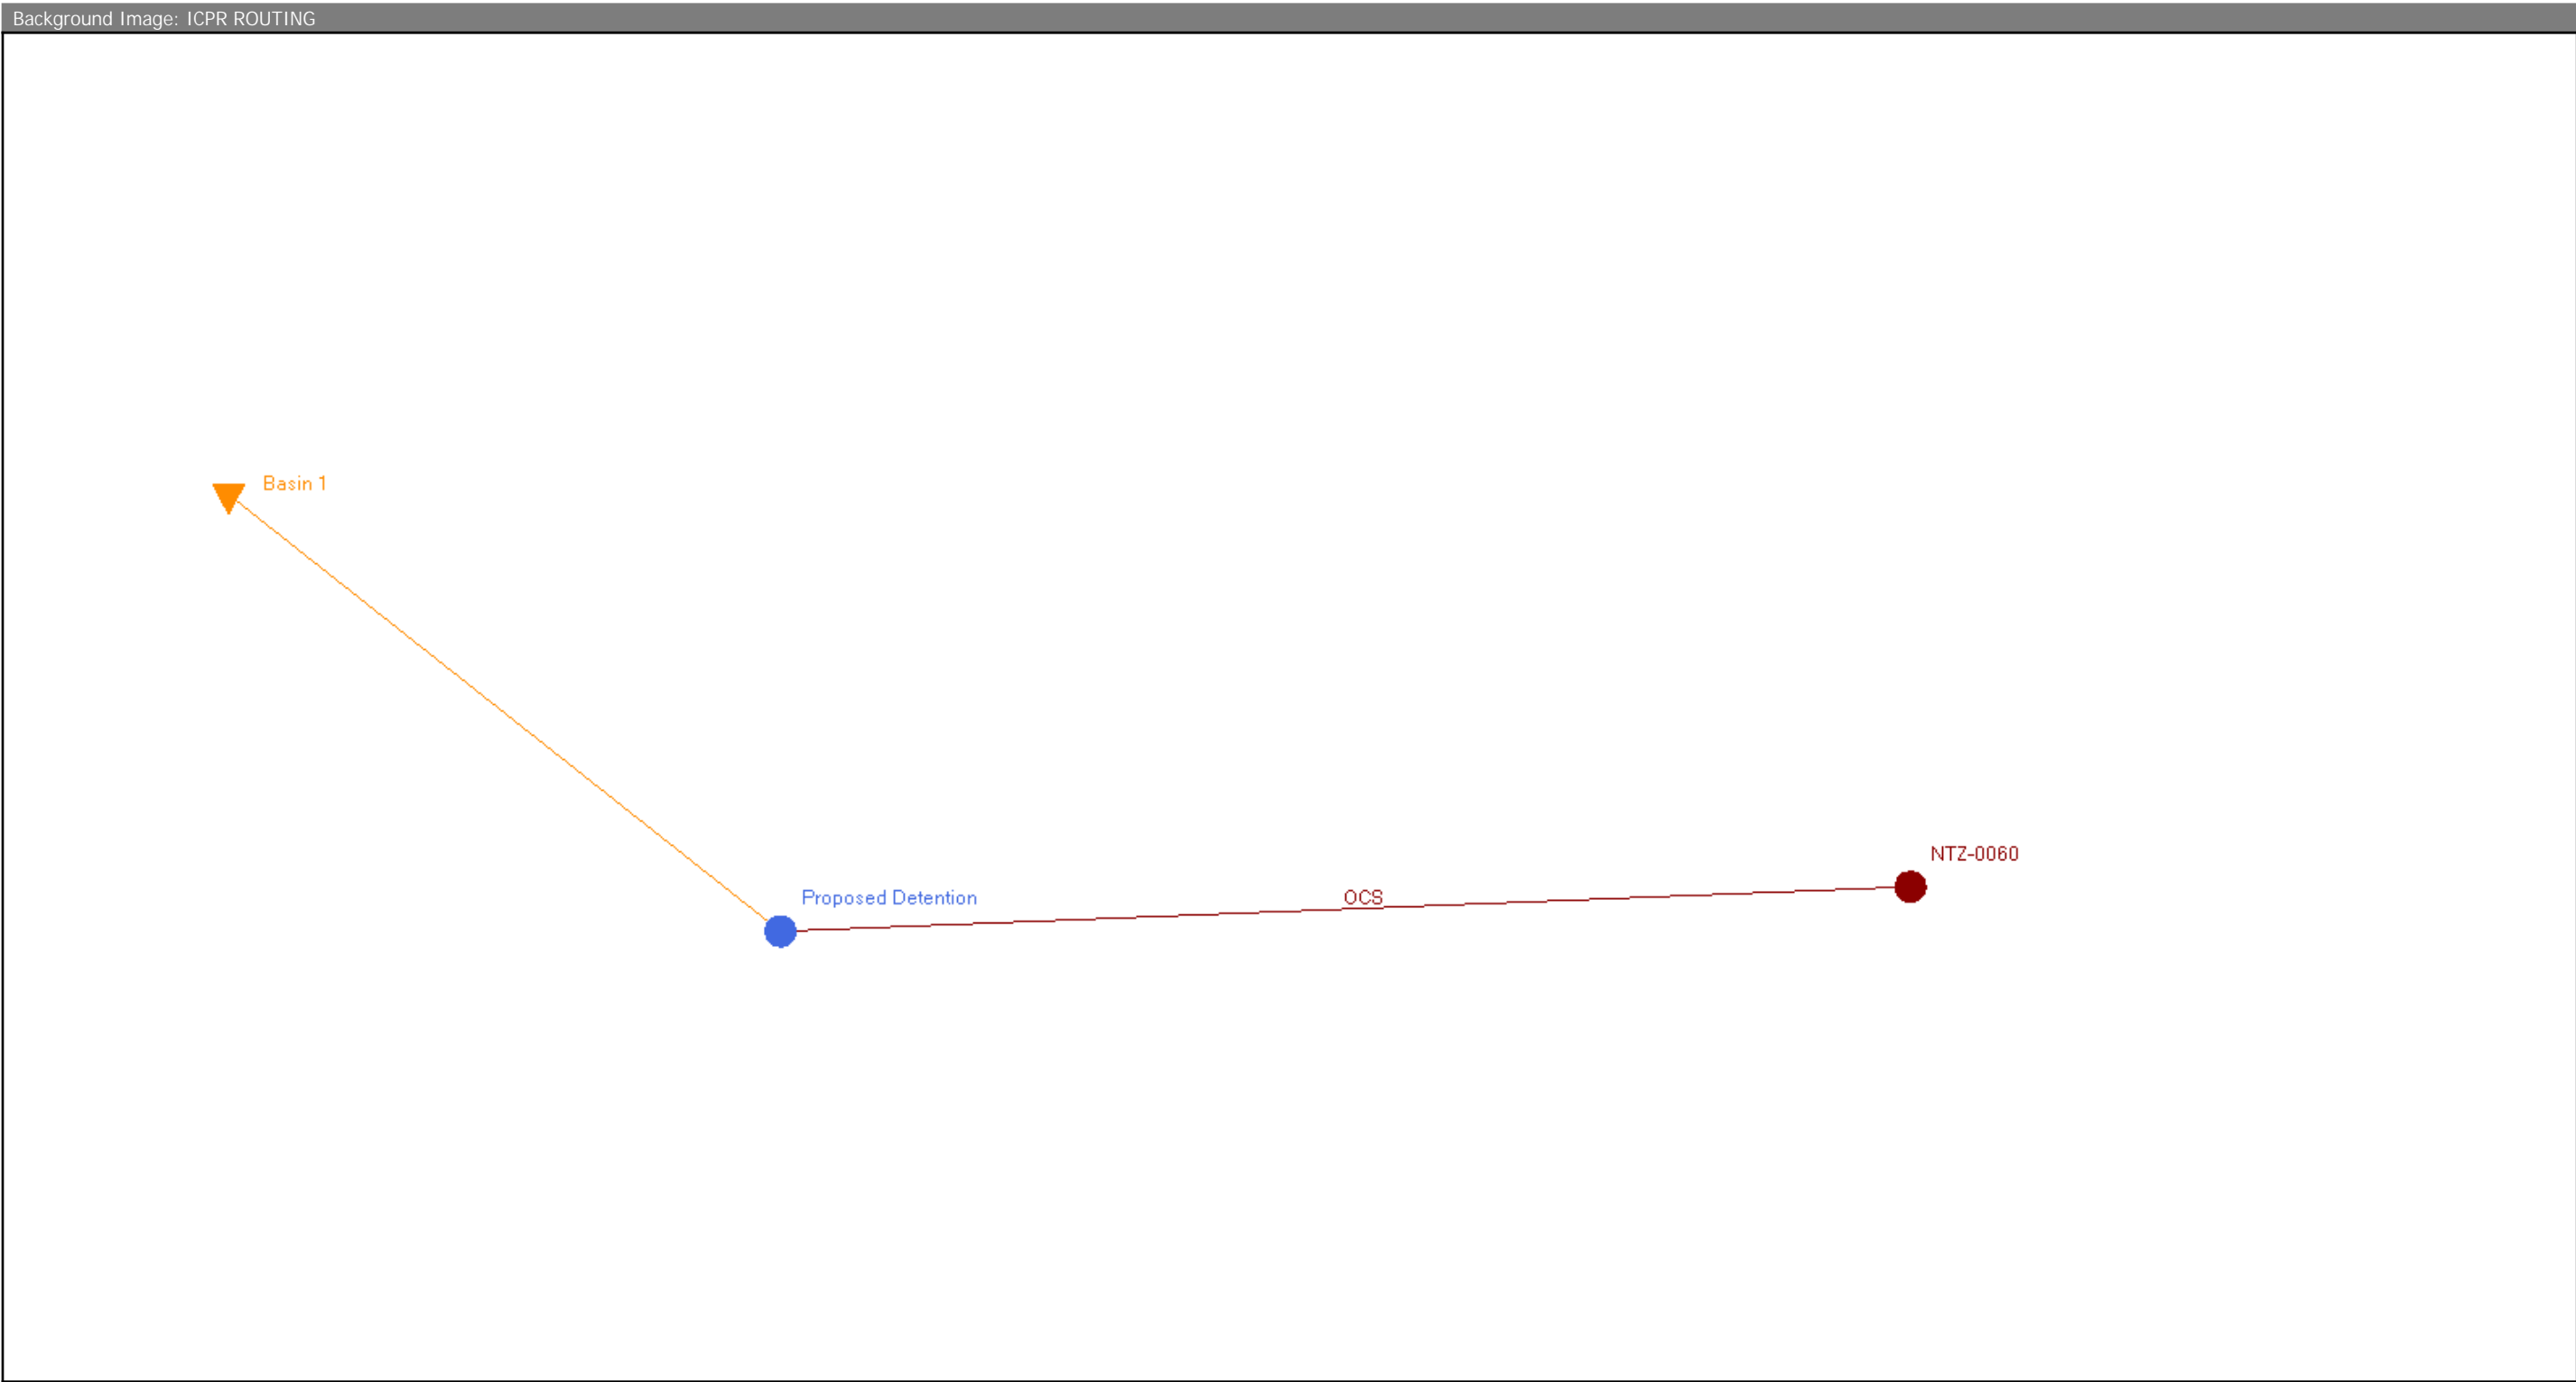 Background Image: ICPR ROUTING
Basin 1
NTZ-0060
Proposed Detention
OCS